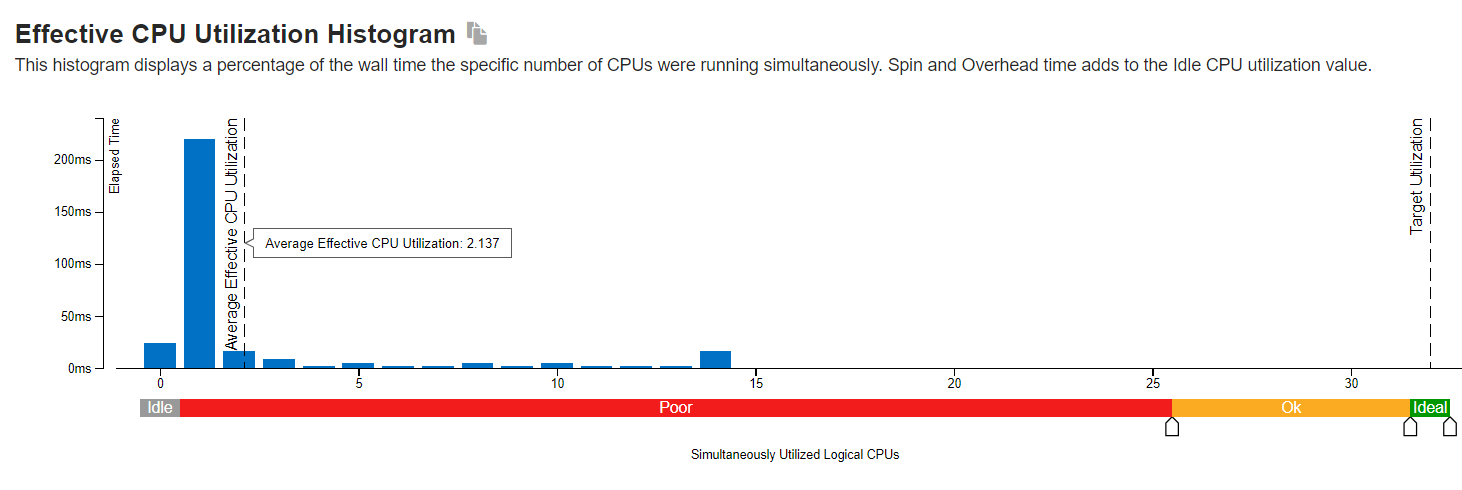 Effective CPU Utilization Histogram
This histogram displays a percentage of the wall time the specific number of CPUs were running simultaneously. Spin and Overhead time adds to the Idle CPU utilization value.
Elapsed Time
200ms
150ms
100ms
50ms
0ms
Average Effective CPU Utilization
Average Effective CPU Utilization: 2.137
Target Utilization
0 5 10 15 20 25 30
Idle Poor Ok Ideal
Simultaneously Utilized Logical CPUs